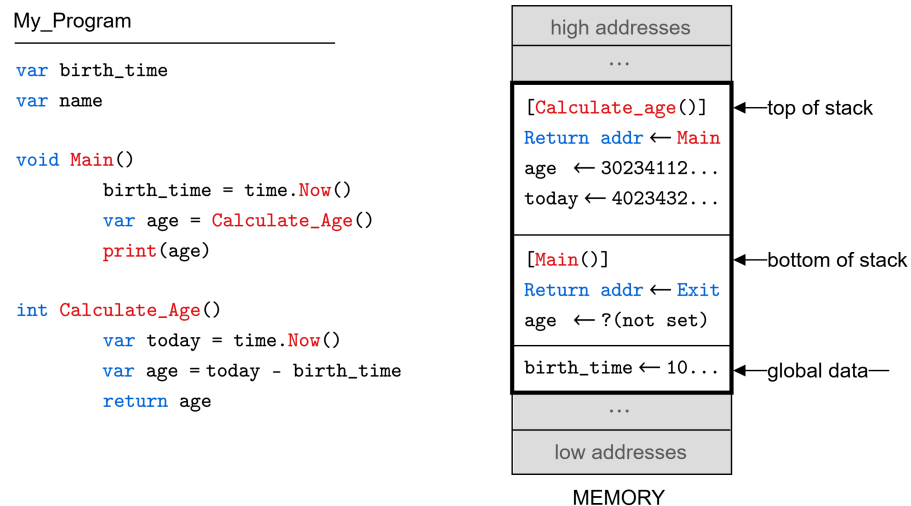 My_Program
var birth_time
var name
void Main()
birth_time = time.Now()
var age = Calculate_Age()
print(age)
int Calculate_Age()
var today = time.Now()
var age = today - birth_time
return age
high addresses
...
[Calculate_age()]
Return addr ← Main
age ← 30234112...
today ← 4023432...
[Main()]
Return addr ← Exit
age ← ?(not set)
birth_time ← 10...
...
low addresses
MEMORY
top of stack
bottom of stack
global data